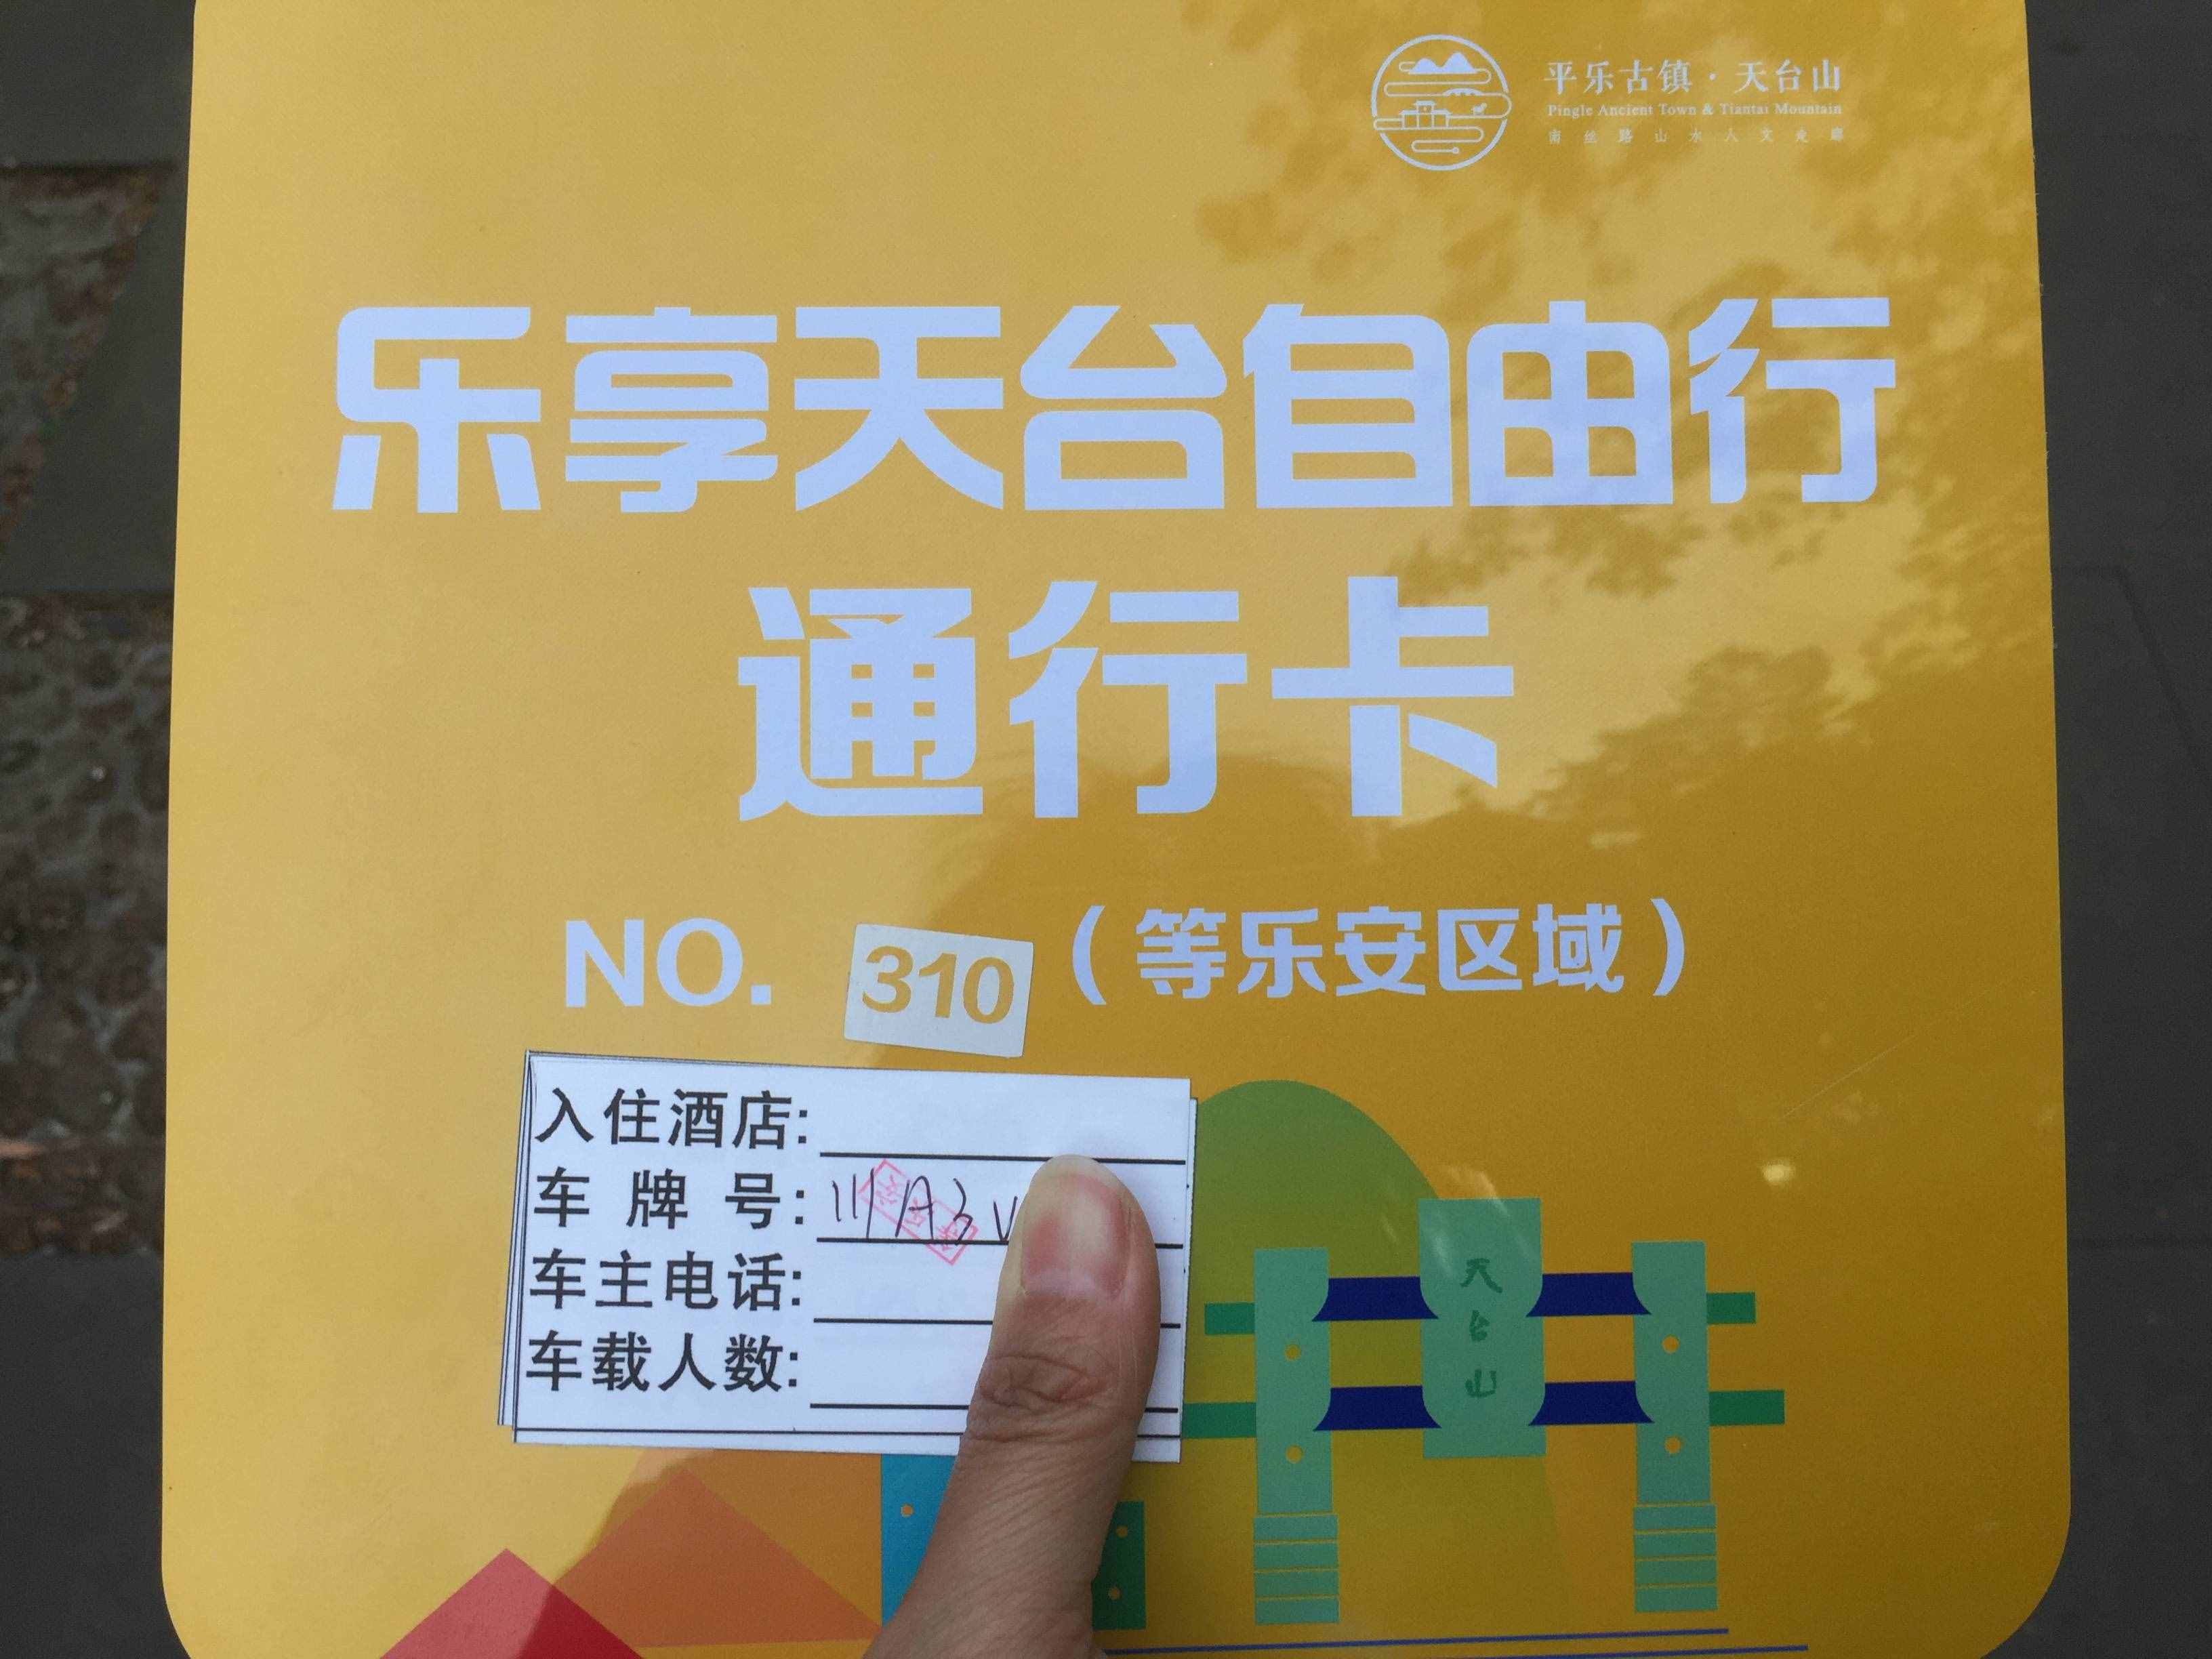 平乐古镇·天台山
Pingle Ancient Town & Tiantai Mountain
南丝路山水人文走廊
乐享天台自由行
通行卡
NO. 310 (等乐安区域)
入住酒店:
车牌号: 川A3V
车主电话:
车载人数:
天台山